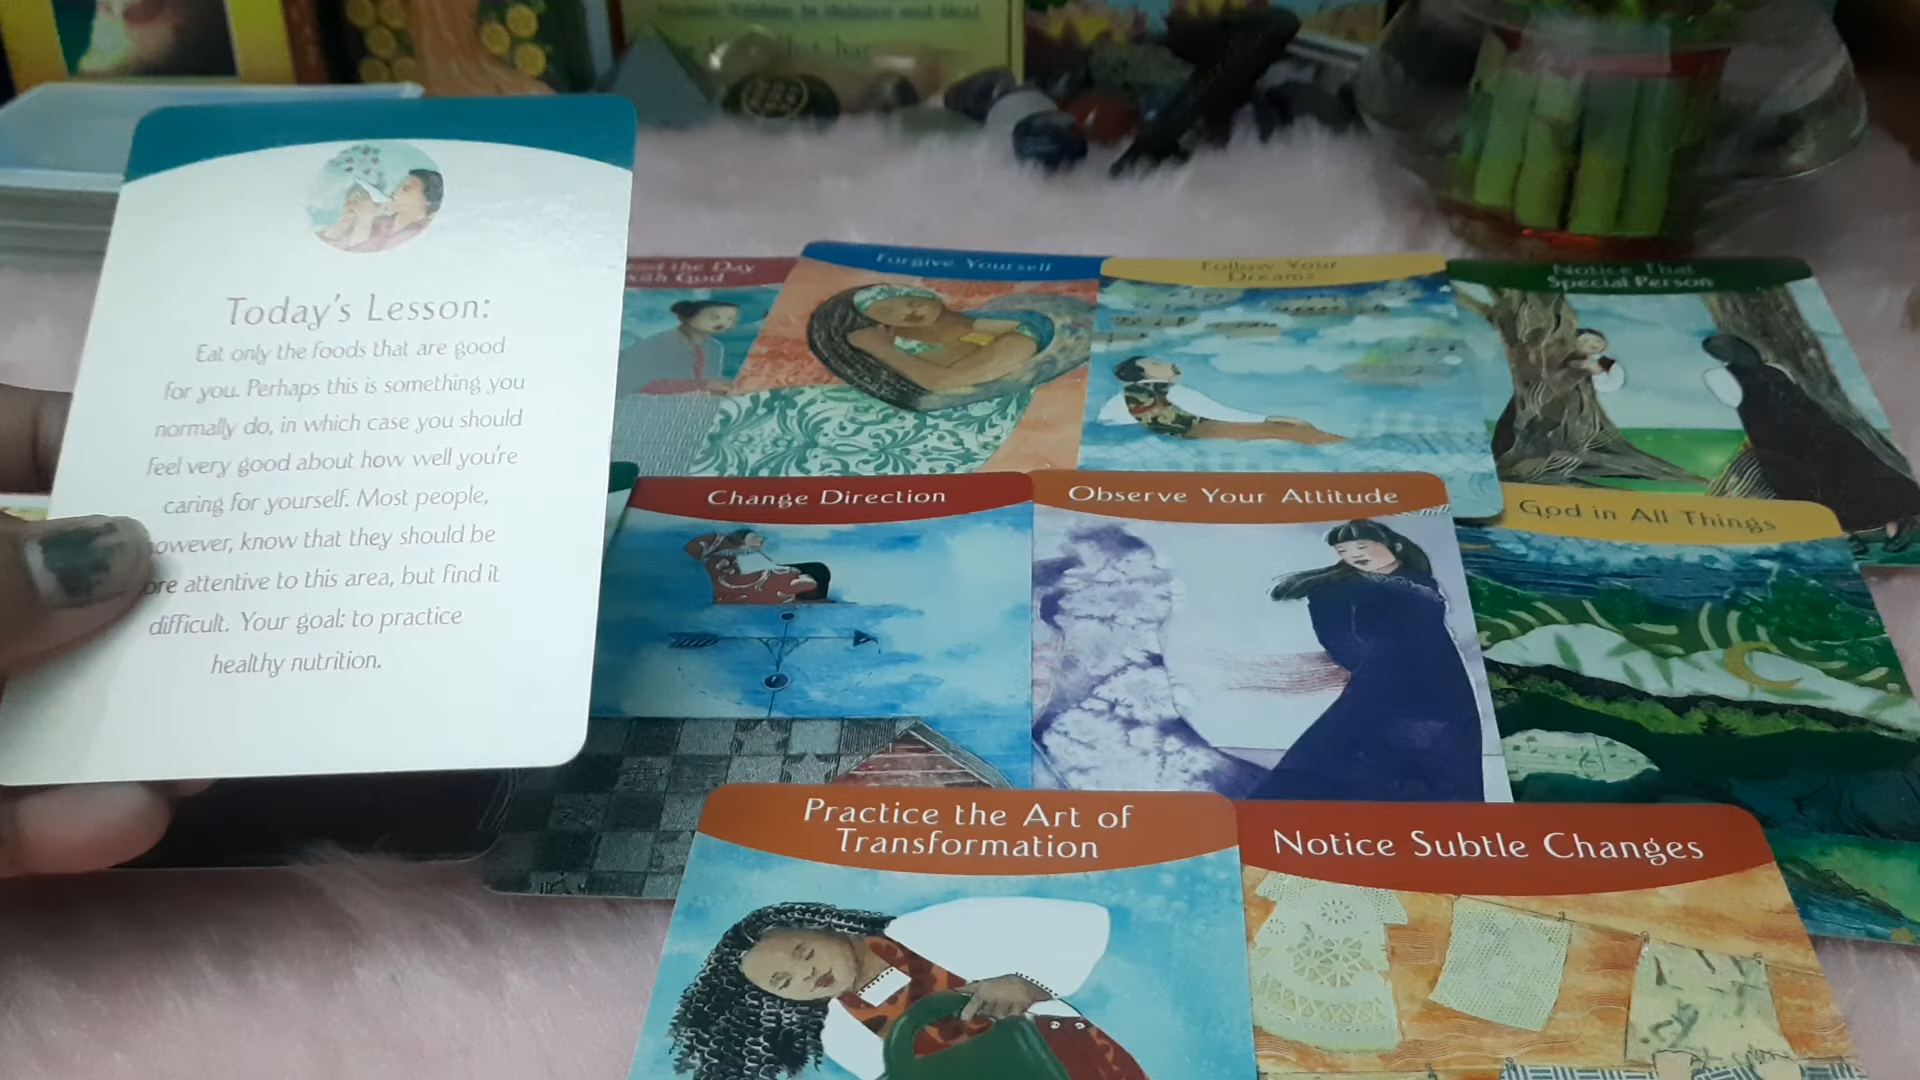 Today's Lesson:
Eat only the foods that are good
for you. Perhaps this is something you
normally do, in which case you should
feel very good about how well you're
caring for yourself. Most people,
owever, know that they should be
ore attentive to this area, but find it
difficult. Your goal: to practice
healthy nutrition.
the Day
with God
Forgive Yourself
Follow Your
Dreams
Notice That
Special Person
Change Direction
Observe Your Attitude
God in All Things
Practice the Art of
Transformation
Notice Subtle Changes